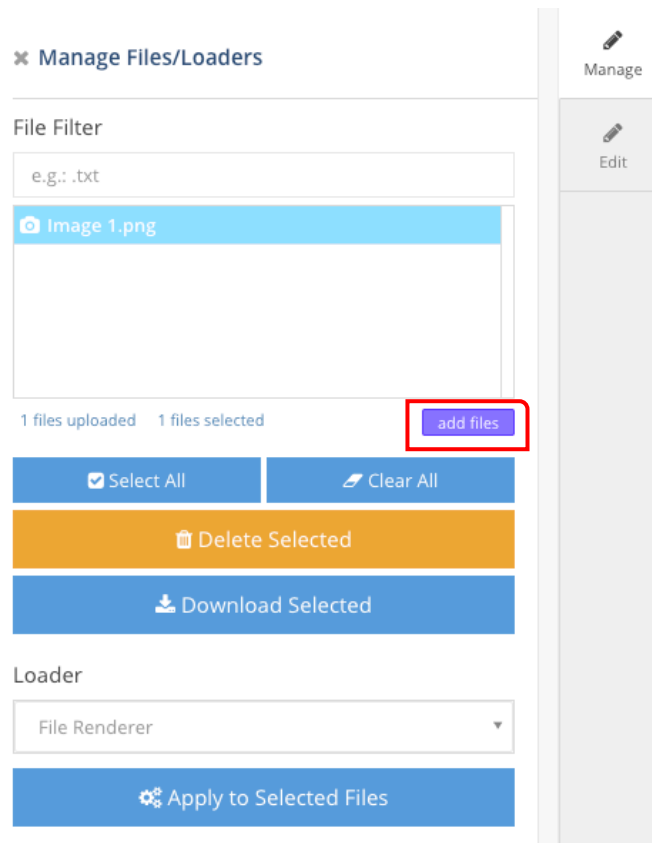 Manage Files/Loaders
Manage
File Filter
Edit
e.g.: .txt
Image 1.png
1 files uploaded 1 files selected add files
Select All Clear All
Delete Selected
Download Selected
Loader
File Renderer
Apply to Selected Files